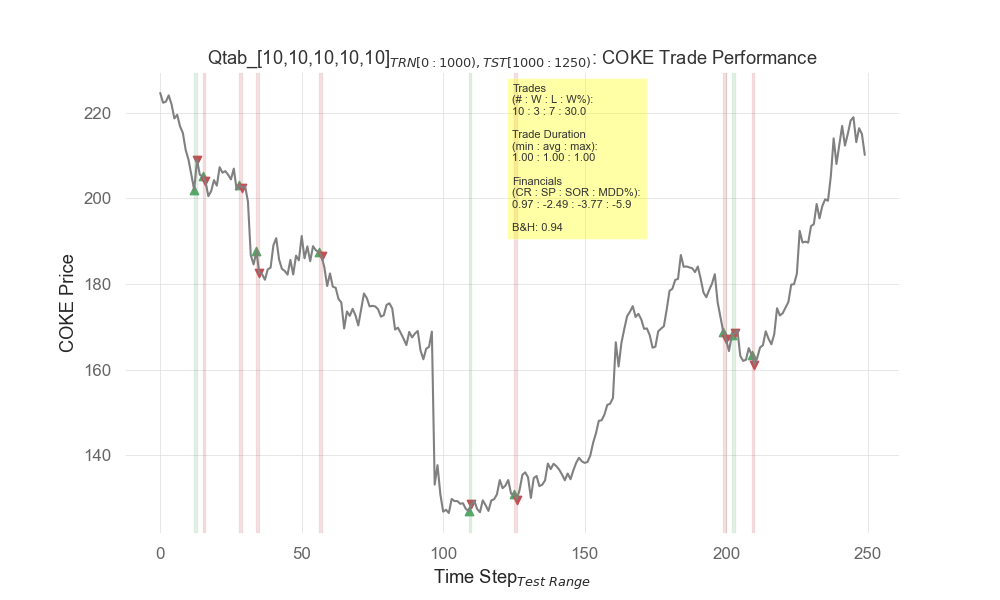 Qtab_[10,10,10,10,10]TRN[0 : 1000), TST[1000 : 1250) : COKE Trade Performance
Trades
(# : W : L : W%):
10 : 3 : 7 : 30.0
Trade Duration
(min : avg : max):
1.00 : 1.00 : 1.00
Financials
(CR : SP : SOR : MDD%):
0.97 : -2.49 : -3.77 : -5.9
B&H: 0.94
COKE Price
220
200
180
160
140
0 50 100 150 200 250
Time StepTest Range